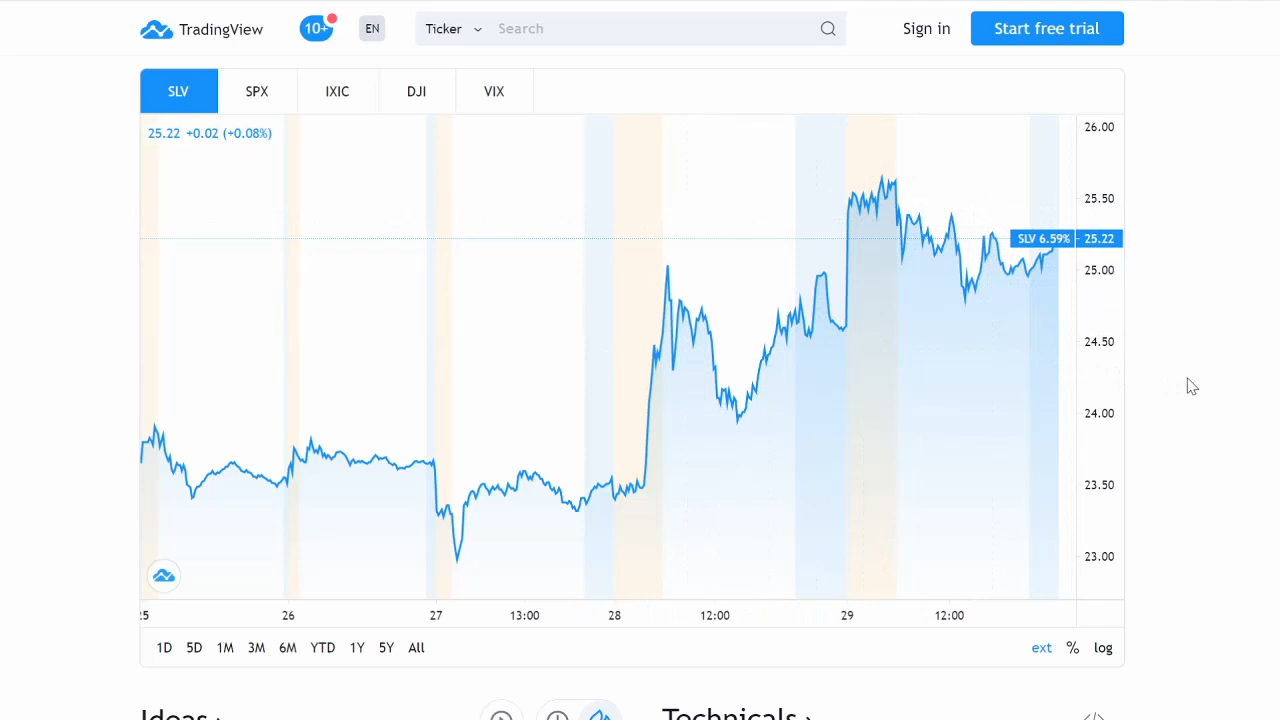 TradingView 10+ EN Ticker Search Sign in Start free trial
SLV SPX IXIC DJI VIX
25.22 +0.02 (+0.08%)
26.00
25.50
SLV 6.59% 25.22
25.00
24.50
24.00
23.50
23.00
25 26 27 13:00 28 12:00 29 12:00
1D 5D 1M 3M 6M YTD 1Y 5Y All ext % log
Ideas Technicals